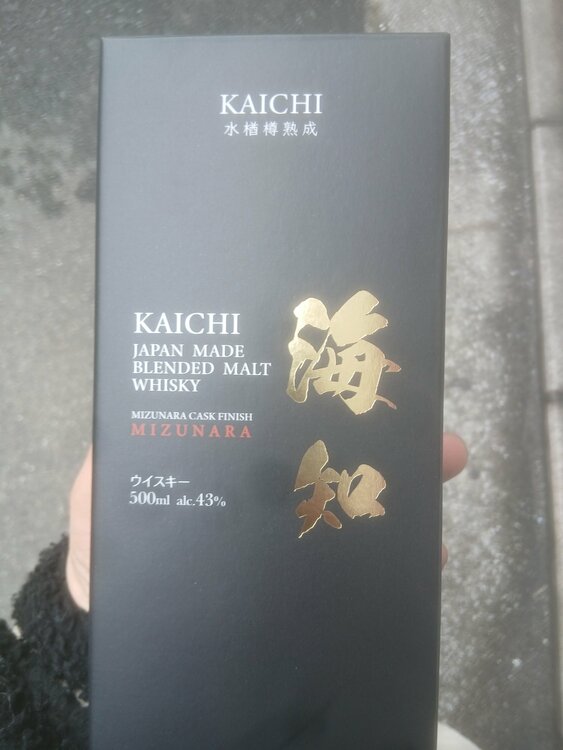 KAICHI
水楢樽熟成
KAICHI
JAPAN MADE
BLENDED MALT
WHISKY
MIZUNARA CASK FINISH
MIZUNARA
ウイスキー
500ml alc.43%
海知